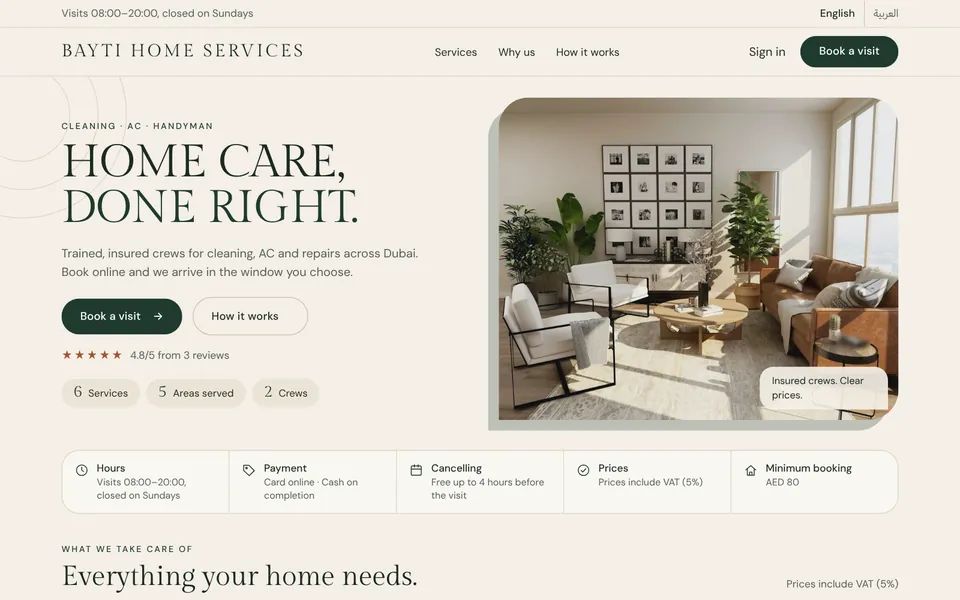 Visits 08:00–20:00, closed on Sundays
English
العربية
BAYTI HOME SERVICES
Services
Why us
How it works
Sign in
Book a visit
CLEANING · AC · HANDYMAN
HOME CARE,
DONE RIGHT.
Trained, insured crews for cleaning, AC and repairs across Dubai.
Book online and we arrive in the window you choose.
Book a visit →
How it works
★★★★★ 4.8/5 from 3 reviews
6 Services
5 Areas served
2 Crews
Insured crews. Clear
prices.
Hours
Visits 08:00–20:00,
closed on Sundays
Payment
Card online · Cash on
completion
Cancelling
Free up to 4 hours before
the visit
Prices
Prices include VAT (5%)
Minimum booking
AED 80
WHAT WE TAKE CARE OF
Everything your home needs.
Prices include VAT (5%)